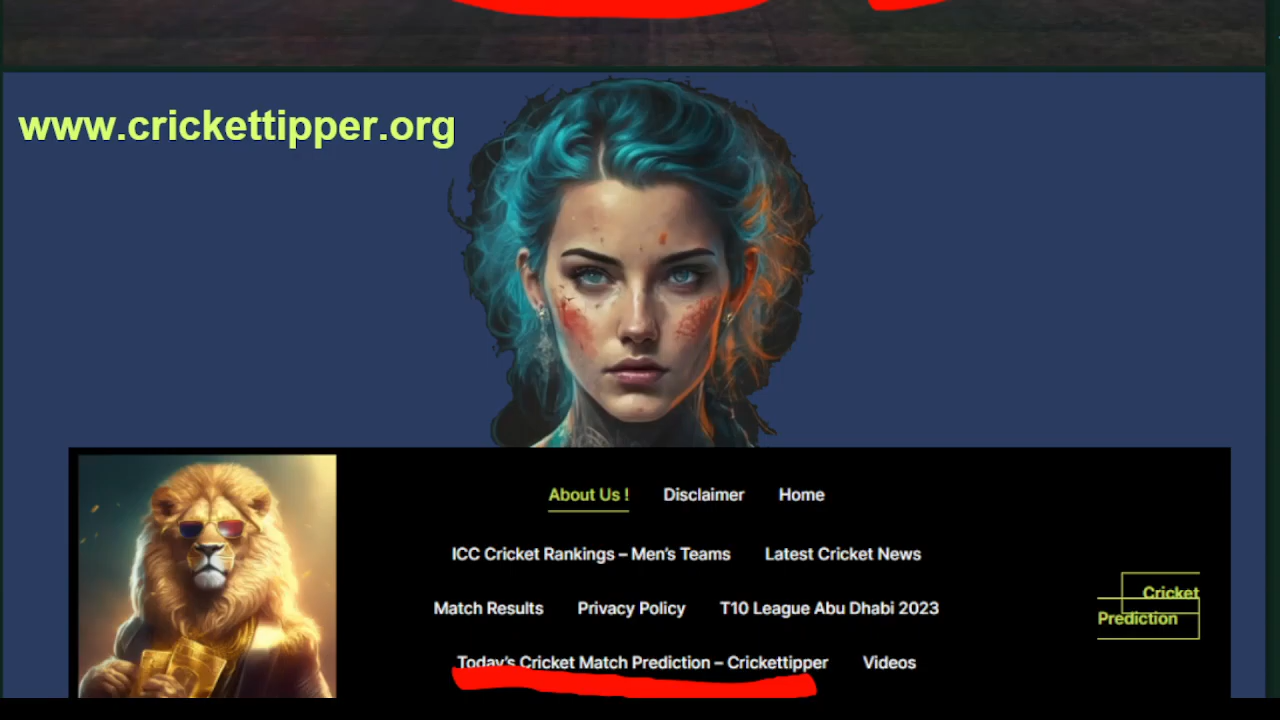 www.crickettipper.org
About Us ! Disclaimer Home
ICC Cricket Rankings – Men's Teams Latest Cricket News
Match Results Privacy Policy T10 League Abu Dhabi 2023
Cricket
Prediction
Today's Cricket Match Prediction – Crickettipper Videos